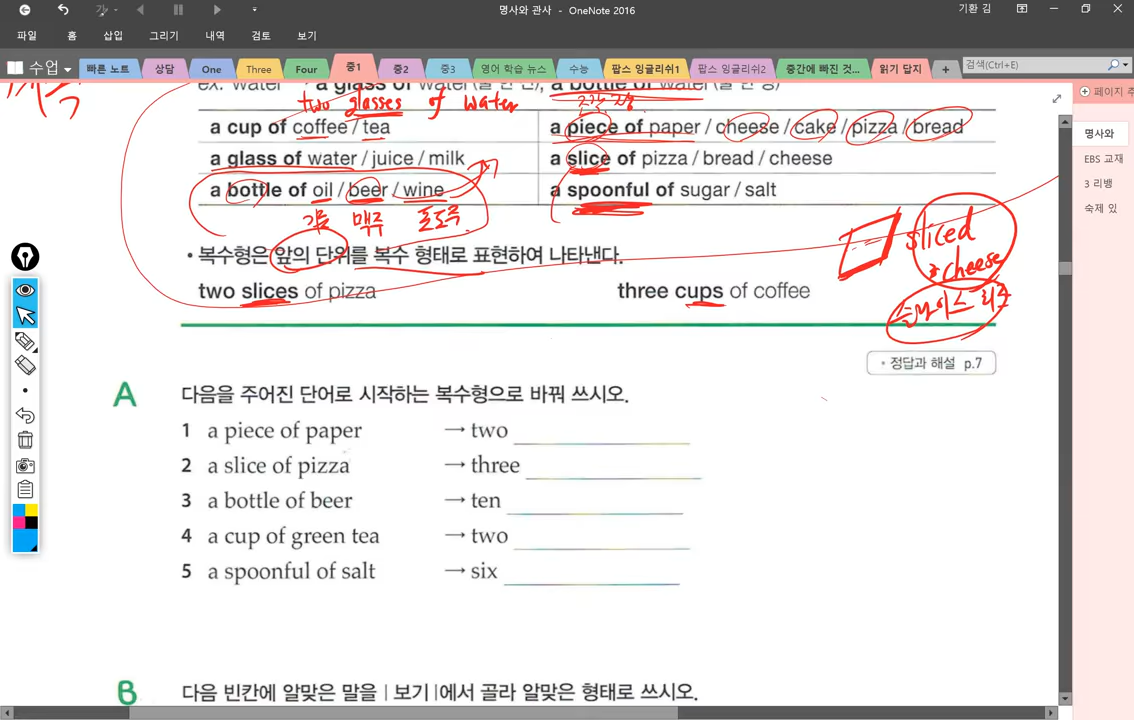 명사와 관사 - OneNote 2016
기환 김
파일 홈 삽입 그리기 내역 검토 보기
수업 빠른 노트 상담 One Three Four 중1 중2 중3 영어 학습 뉴스 수능 팝스 잉글리쉬1 팝스 잉글리쉬2 중간에 빠진 것... 읽기 답지 + 검색(Ctrl+E)
페이지 추
명사와
EBS 교재
3 리뱅
숙제 있
two glasses of water
a cup of coffee / tea
a piece of paper / cheese / cake / pizza / bread
a glass of water / juice / milk
a slice of pizza / bread / cheese
a bottle of oil / beer / wine
a spoonful of sugar / salt
기름 맥주 포도주
sliced
cheese
• 복수형은 앞의 단위를 복수 형태로 표현하여 나타낸다.
two slices of pizza three cups of coffee
• 정답과 해설 p.7
A 다음을 주어진 단어로 시작하는 복수형으로 바꿔 쓰시오.
1 a piece of paper → two
2 a slice of pizza → three
3 a bottle of beer → ten
4 a cup of green tea → two
5 a spoonful of salt → six
B 다음 빈칸에 알맞은 말을 | 보기 |에서 골라 알맞은 형태로 쓰시오.